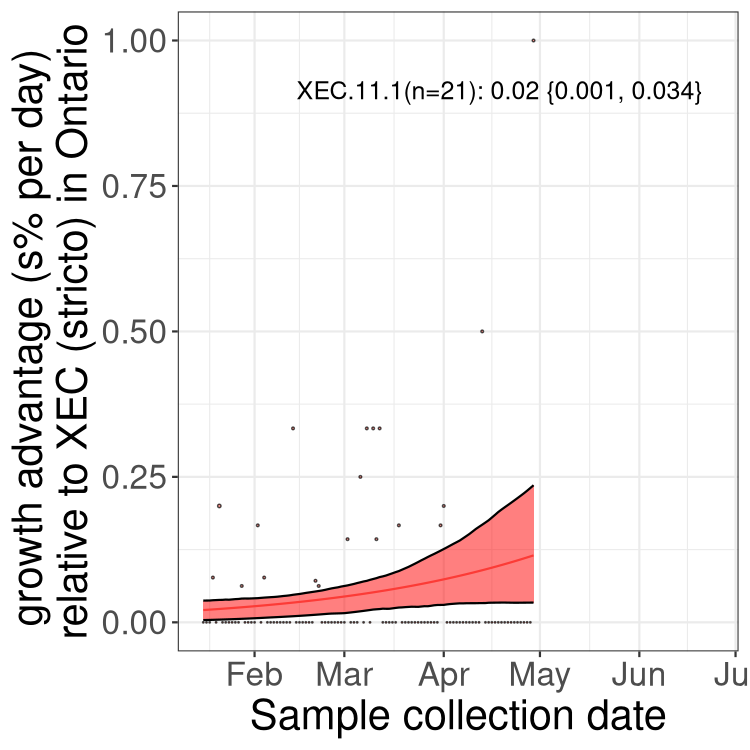 growth advantage (s% per day)
relative to XEC (stricto) in Ontario
1.00
0.75
0.50
0.25
0.00
XEC.11.1(n=21): 0.02 {0.001, 0.034}
Feb Mar Apr May Jun Ju
Sample collection date